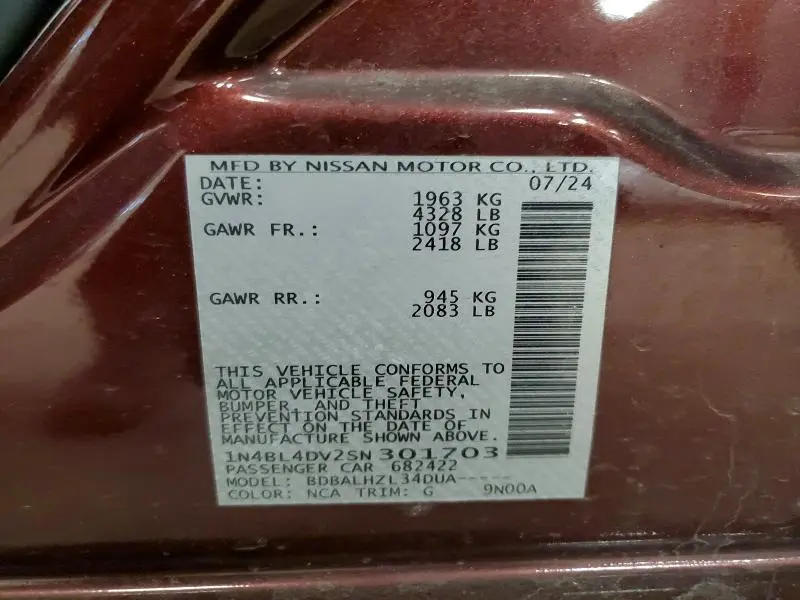 MFD BY NISSAN MOTOR CO., LTD.
DATE: 07/24
GVWR: 1963 KG
4328 LB
GAWR FR.: 1097 KG
2418 LB
GAWR RR.: 945 KG
2083 LB
THIS VEHICLE CONFORMS TO
ALL APPLICABLE FEDERAL
MOTOR VEHICLE SAFETY,
BUMPER, AND THEFT
PREVENTION STANDARDS IN
EFFECT ON THE DATE OF
MANUFACTURE SHOWN ABOVE.
1N4BL4DV2SN301703
PASSENGER CAR 682422
MODEL: BDBALHZL34DUA-----
COLOR: NCA TRIM: G 9N00A